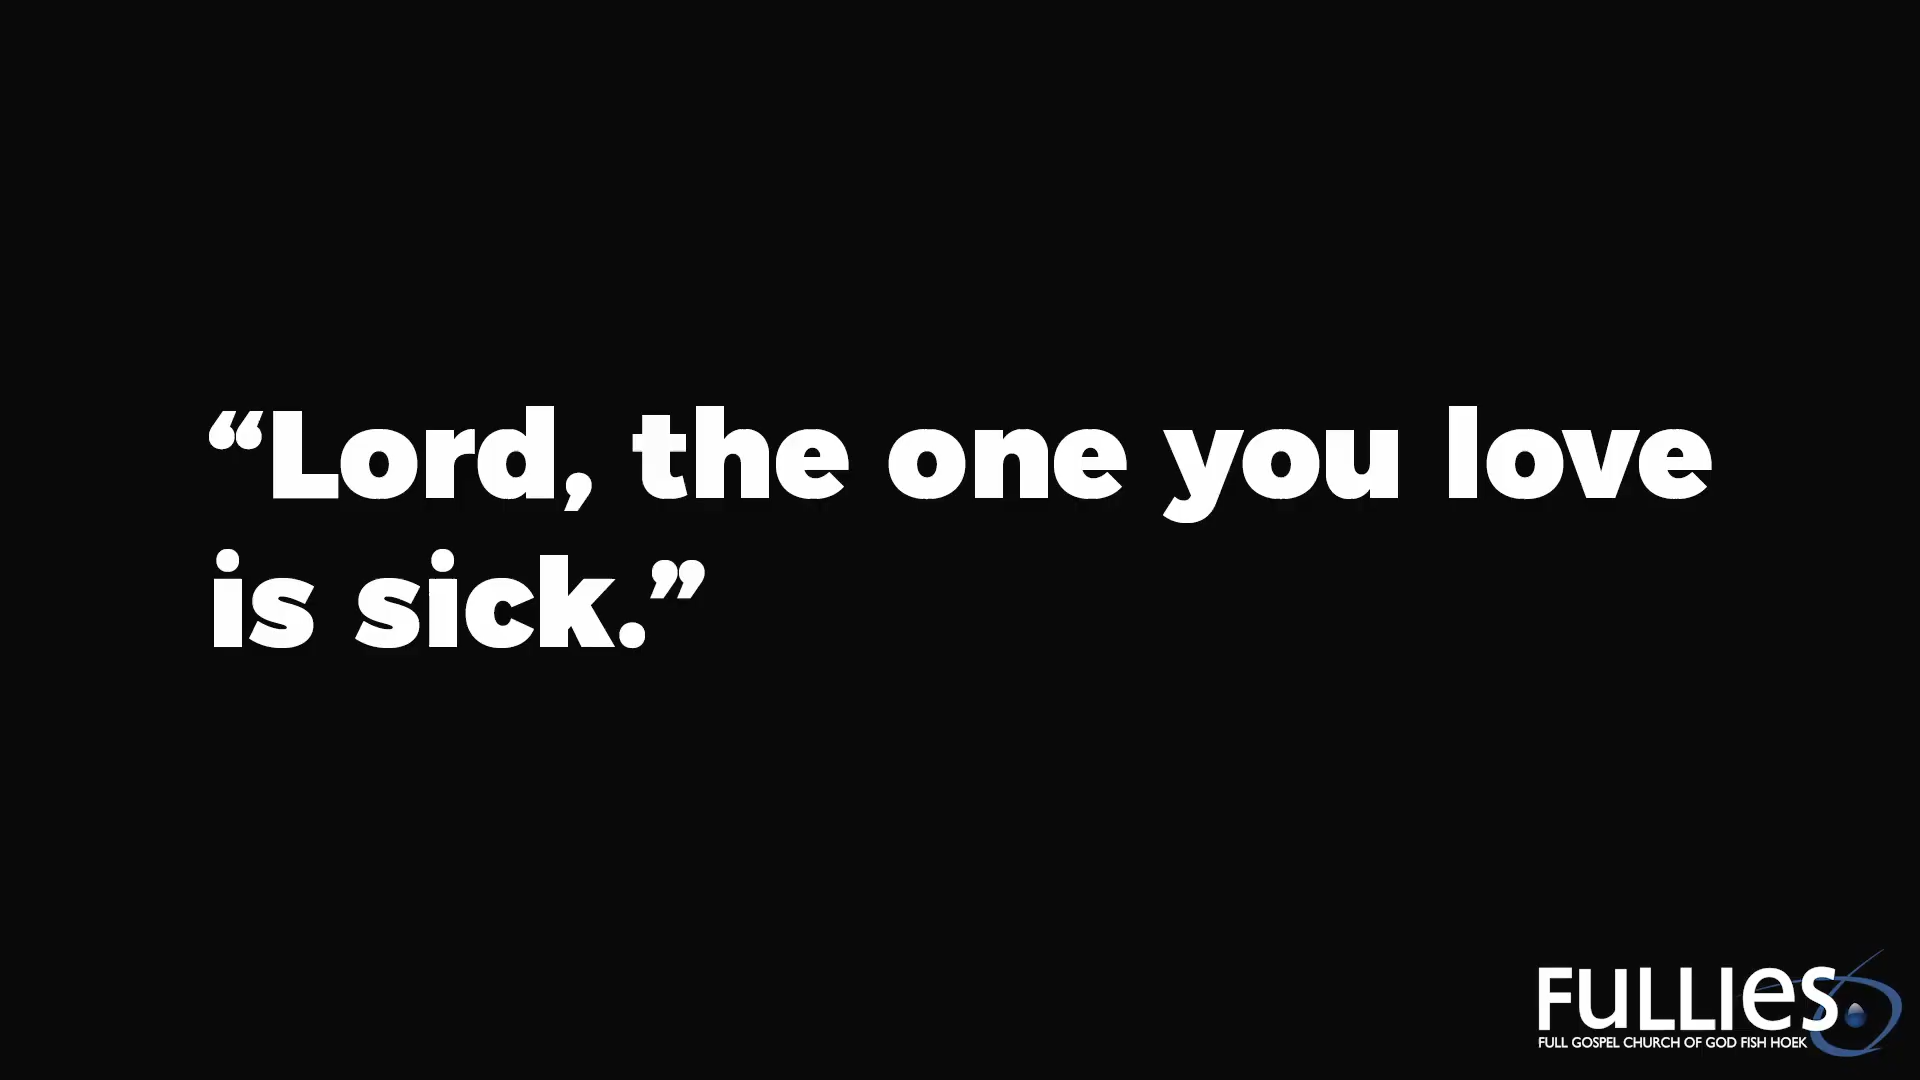 “Lord, the one you love
is sick.”
FULLIES.
FULL GOSPEL CHURCH OF GOD FISH HOEK